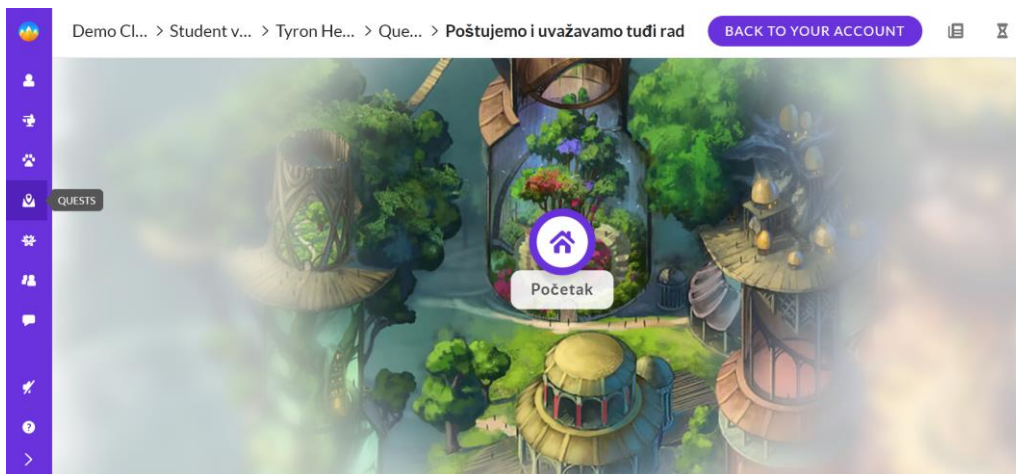 Demo Cl... > Student v... > Tyron He... > Que... > Poštujemo i uvažavamo tuđi rad BACK TO YOUR ACCOUNT
QUESTS
Početak